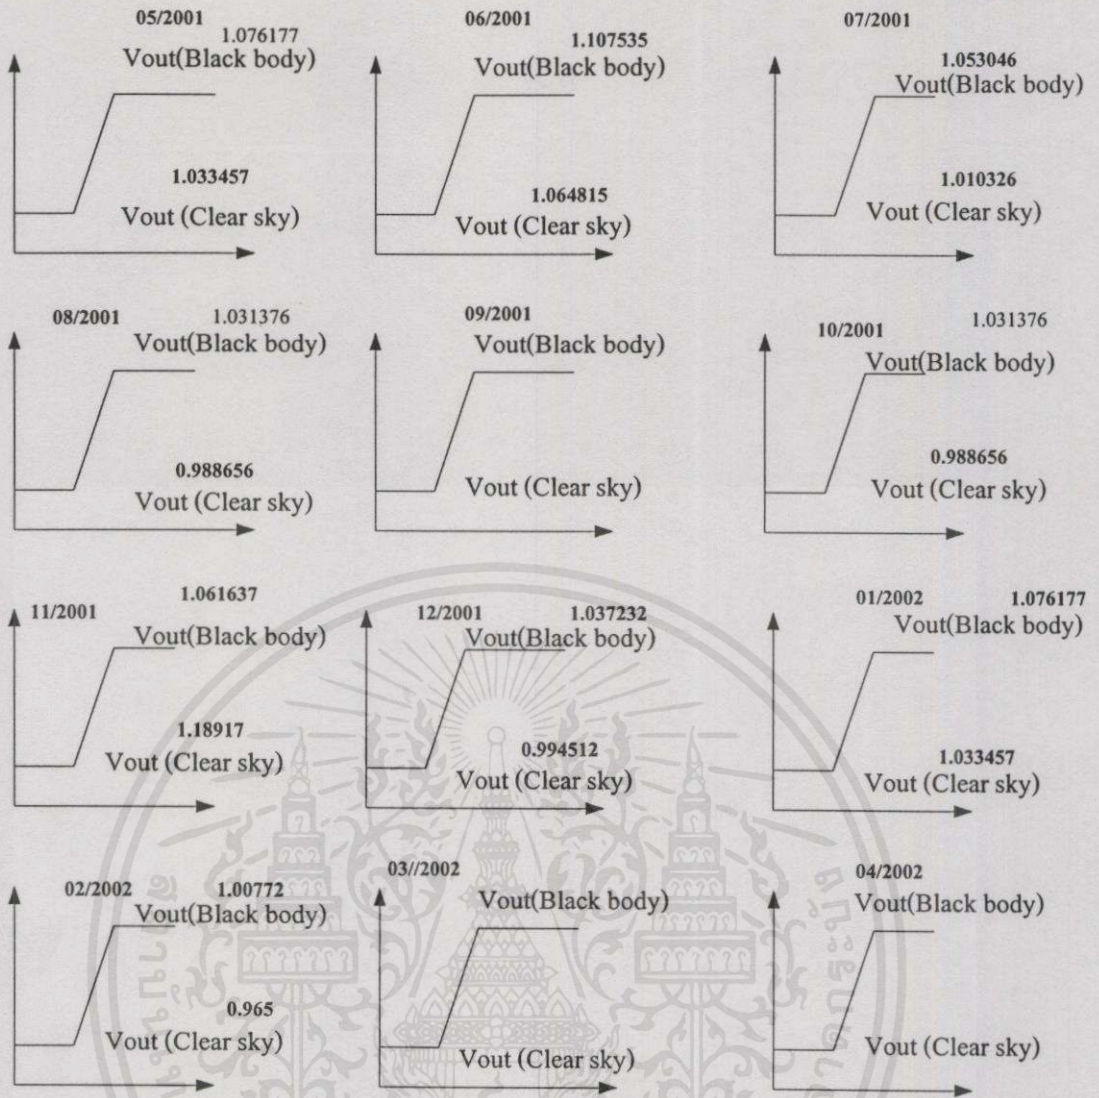 05/2001
1.076177
Vout(Black body)
1.033457
Vout (Clear sky)
06/2001
1.107535
Vout(Black body)
1.064815
Vout (Clear sky)
07/2001
1.053046
Vout(Black body)
1.010326
Vout (Clear sky)
08/2001
1.031376
Vout(Black body)
0.988656
Vout (Clear sky)
09/2001
Vout(Black body)
Vout (Clear sky)
10/2001
1.031376
Vout(Black body)
0.988656
Vout (Clear sky)
11/2001
1.061637
Vout(Black body)
1.18917
Vout (Clear sky)
12/2001
1.037232
Vout(Black body)
0.994512
Vout (Clear sky)
01/2002
1.076177
Vout(Black body)
1.033457
Vout (Clear sky)
02/2002
1.00772
Vout(Black body)
0.965
Vout (Clear sky)
03//2002
Vout(Black body)
Vout (Clear sky)
04/2002
Vout(Black body)
Vout (Clear sky)